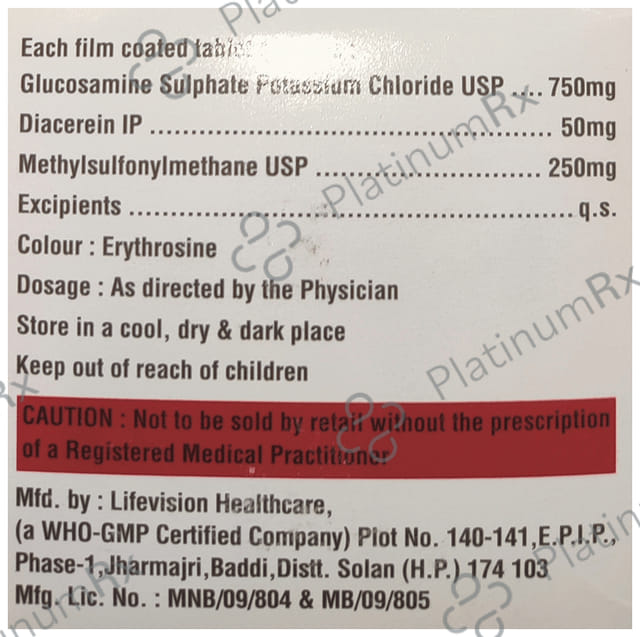 Each film coated tablet
Glucosamine Sulphate Potassium Chloride USP .... 750mg
Diacerein IP ..................................................... 50mg
Methylsulfonylmethane USP .............................. 250mg
Excipients .......................................................... q.s.
Colour : Erythrosine
Dosage : As directed by the Physician
Store in a cool, dry & dark place
Keep out of reach of children
CAUTION : Not to be sold by retail without the prescription
of a Registered Medical Practitioner
Mfd. by : Lifevision Healthcare,
(a WHO-GMP Certified Company) Plot No. 140-141,E.P.I.P.,
Phase-1,Jharmajri,Baddi,Distt. Solan (H.P.) 174 103
Mfg. Lic. No. : MNB/09/804 & MB/09/805
PlatinumRx
PlatinumRx
PlatinumRx